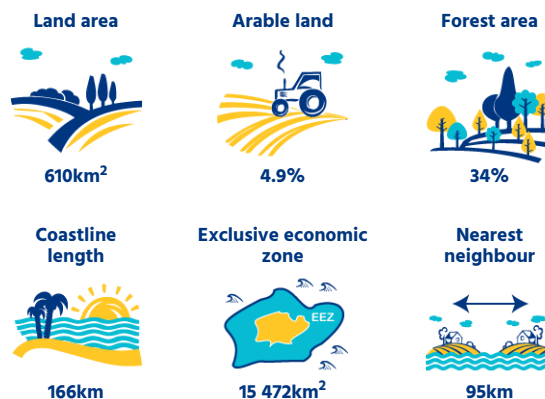 Land area
Arable land
Forest area
610km²
4.9%
34%
Coastline
length
Exclusive economic
zone
Nearest
neighbour
EEZ
166km
15 472km²
95km